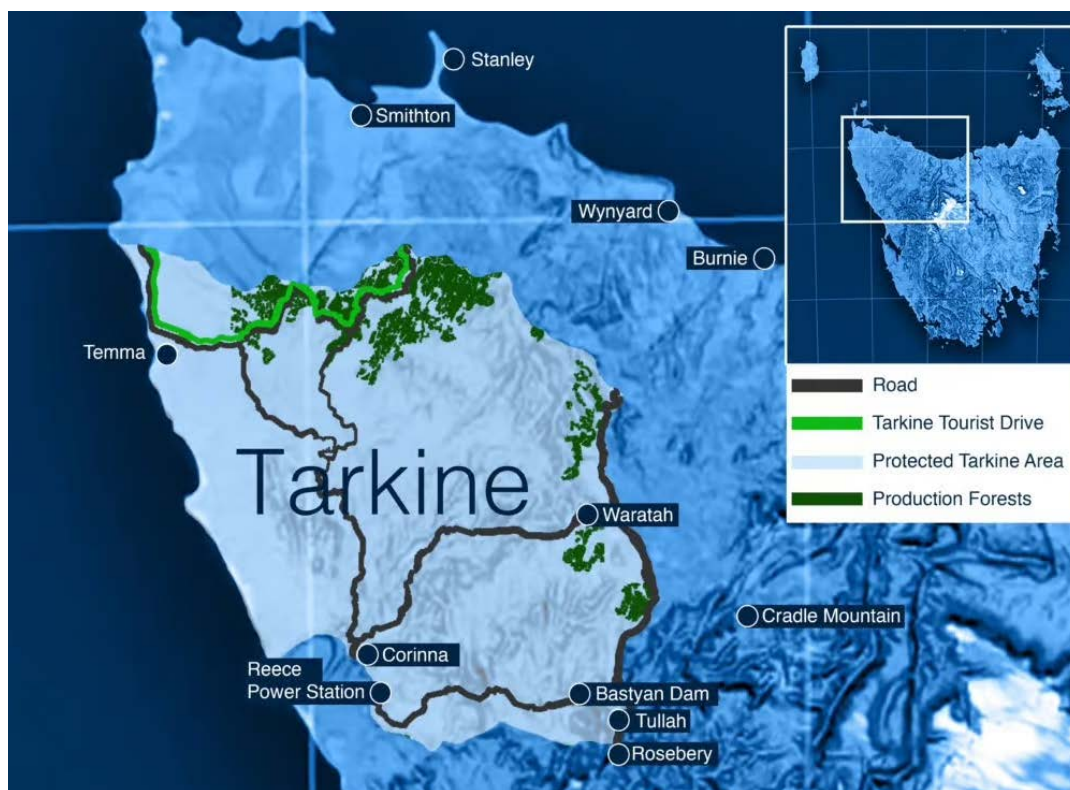 Stanley
Smithton
Wynyard
Burnie
Temma
Tarkine
Waratah
Cradle Mountain
Corinna
Reece
Power Station
Bastyan Dam
Tullah
Rosebery
Road
Tarkine Tourist Drive
Protected Tarkine Area
Production Forests